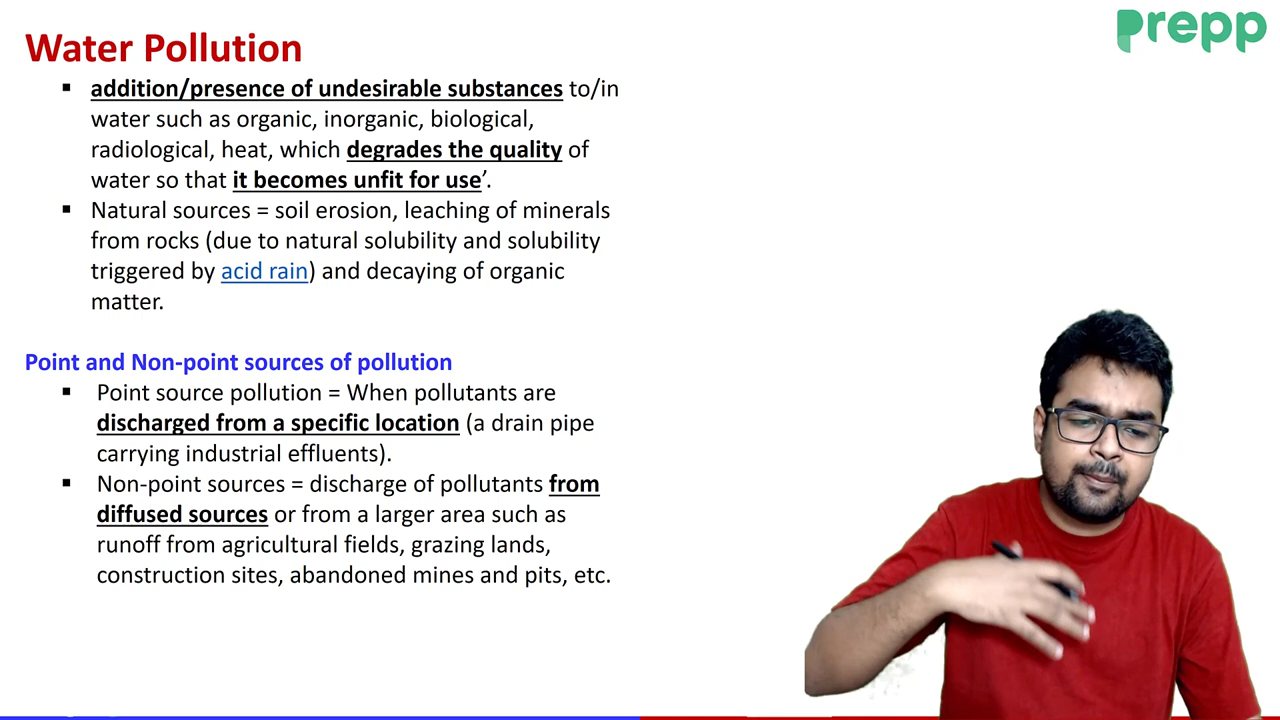 prepp
Water Pollution
▪ addition/presence of undesirable substances to/in
water such as organic, inorganic, biological,
radiological, heat, which degrades the quality of
water so that it becomes unfit for use’.
▪ Natural sources = soil erosion, leaching of minerals
from rocks (due to natural solubility and solubility
triggered by acid rain) and decaying of organic
matter.
Point and Non-point sources of pollution
▪ Point source pollution = When pollutants are
discharged from a specific location (a drain pipe
carrying industrial effluents).
▪ Non-point sources = discharge of pollutants from
diffused sources or from a larger area such as
runoff from agricultural fields, grazing lands,
construction sites, abandoned mines and pits, etc.